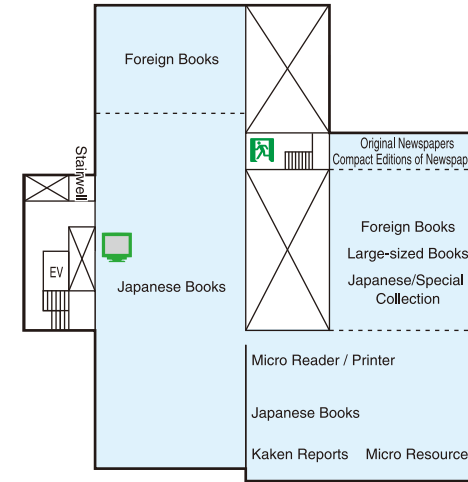 Foreign Books
Original Newspapers
Compact Editions of Newspap
Stairwell
Foreign Books
Large-sized Books
Japanese/Special
Collection
EV
Japanese Books
Micro Reader / Printer
Japanese Books
Kaken Reports
Micro Resource